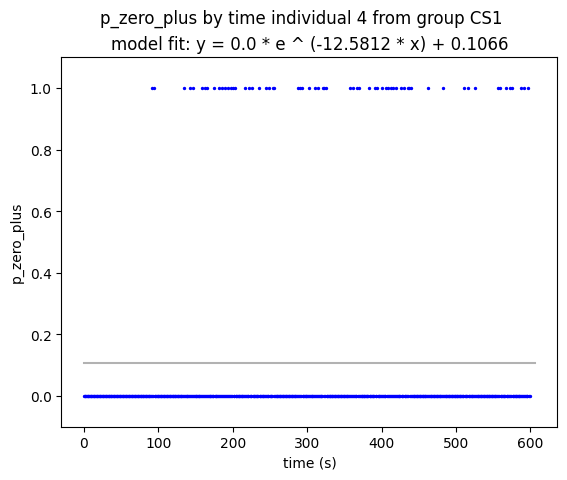 p_zero_plus by time individual 4 from group CS1
model fit: y = 0.0 * e ^ (-12.5812 * x) + 0.1066
1.0
0.8
0.6
0.4
0.2
0.0
p_zero_plus
0 100 200 300 400 500 600
time (s)